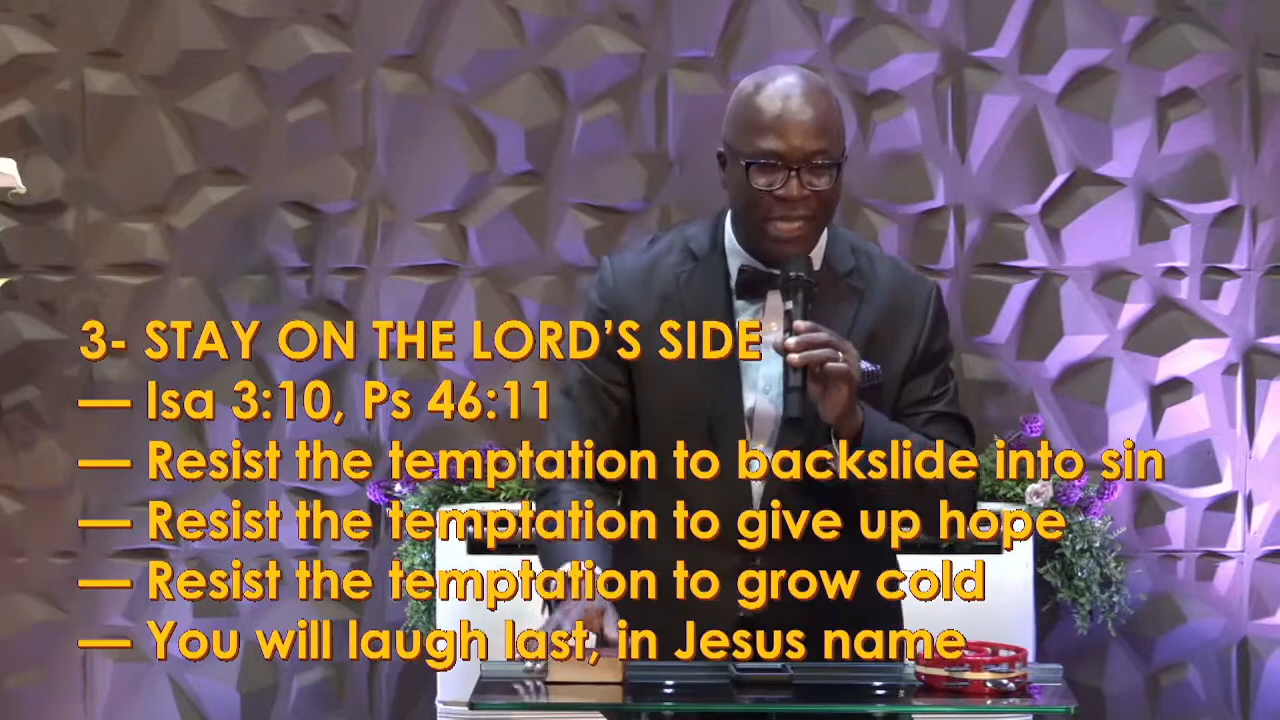 3- STAY ON THE LORD’S SIDE
— Isa 3:10, Ps 46:11
— Resist the temptation to backslide into sin
— Resist the temptation to give up hope
— Resist the temptation to grow cold
— You will laugh last, in Jesus name